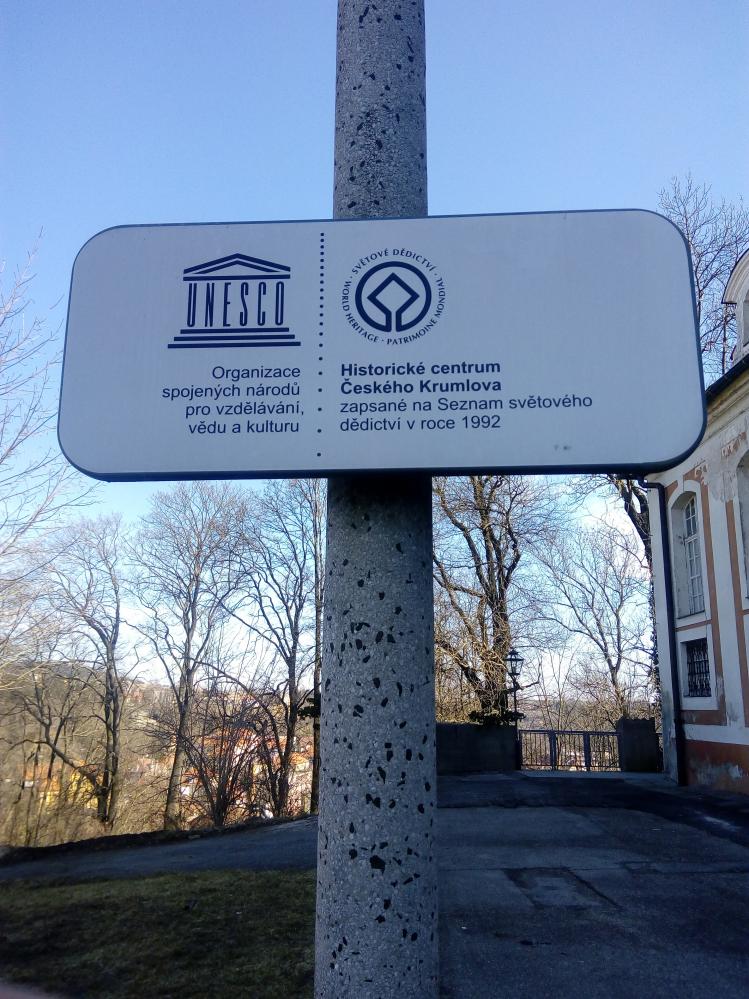 UNESCO
Organizace
spojených národů
pro vzdělávání,
vědu a kulturu
· SVĚTOVÉ DĚDICTVÍ · WORLD HERITAGE · PATRIMOINE MONDIAL
Historické centrum
Českého Krumlova
zapsané na Seznam světového
dědictví v roce 1992